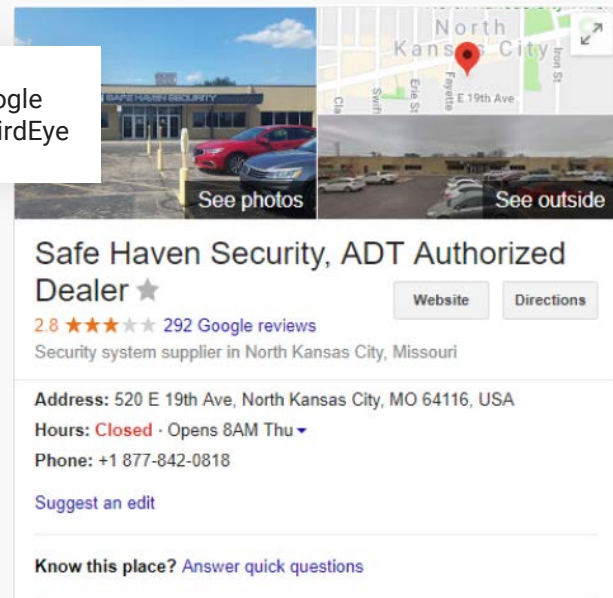 North
Kansas City
Iron St
Erie St
Fayette
Swift
E 19th Ave
SAFE HAVEN SECURITY
See photos
See outside
Safe Haven Security, ADT Authorized
Dealer
Website
Directions
2.8 292 Google reviews
Security system supplier in North Kansas City, Missouri
Address: 520 E 19th Ave, North Kansas City, MO 64116, USA
Hours: Closed · Opens 8AM Thu
Phone: +1 877-842-0818
Suggest an edit
Know this place? Answer quick questions